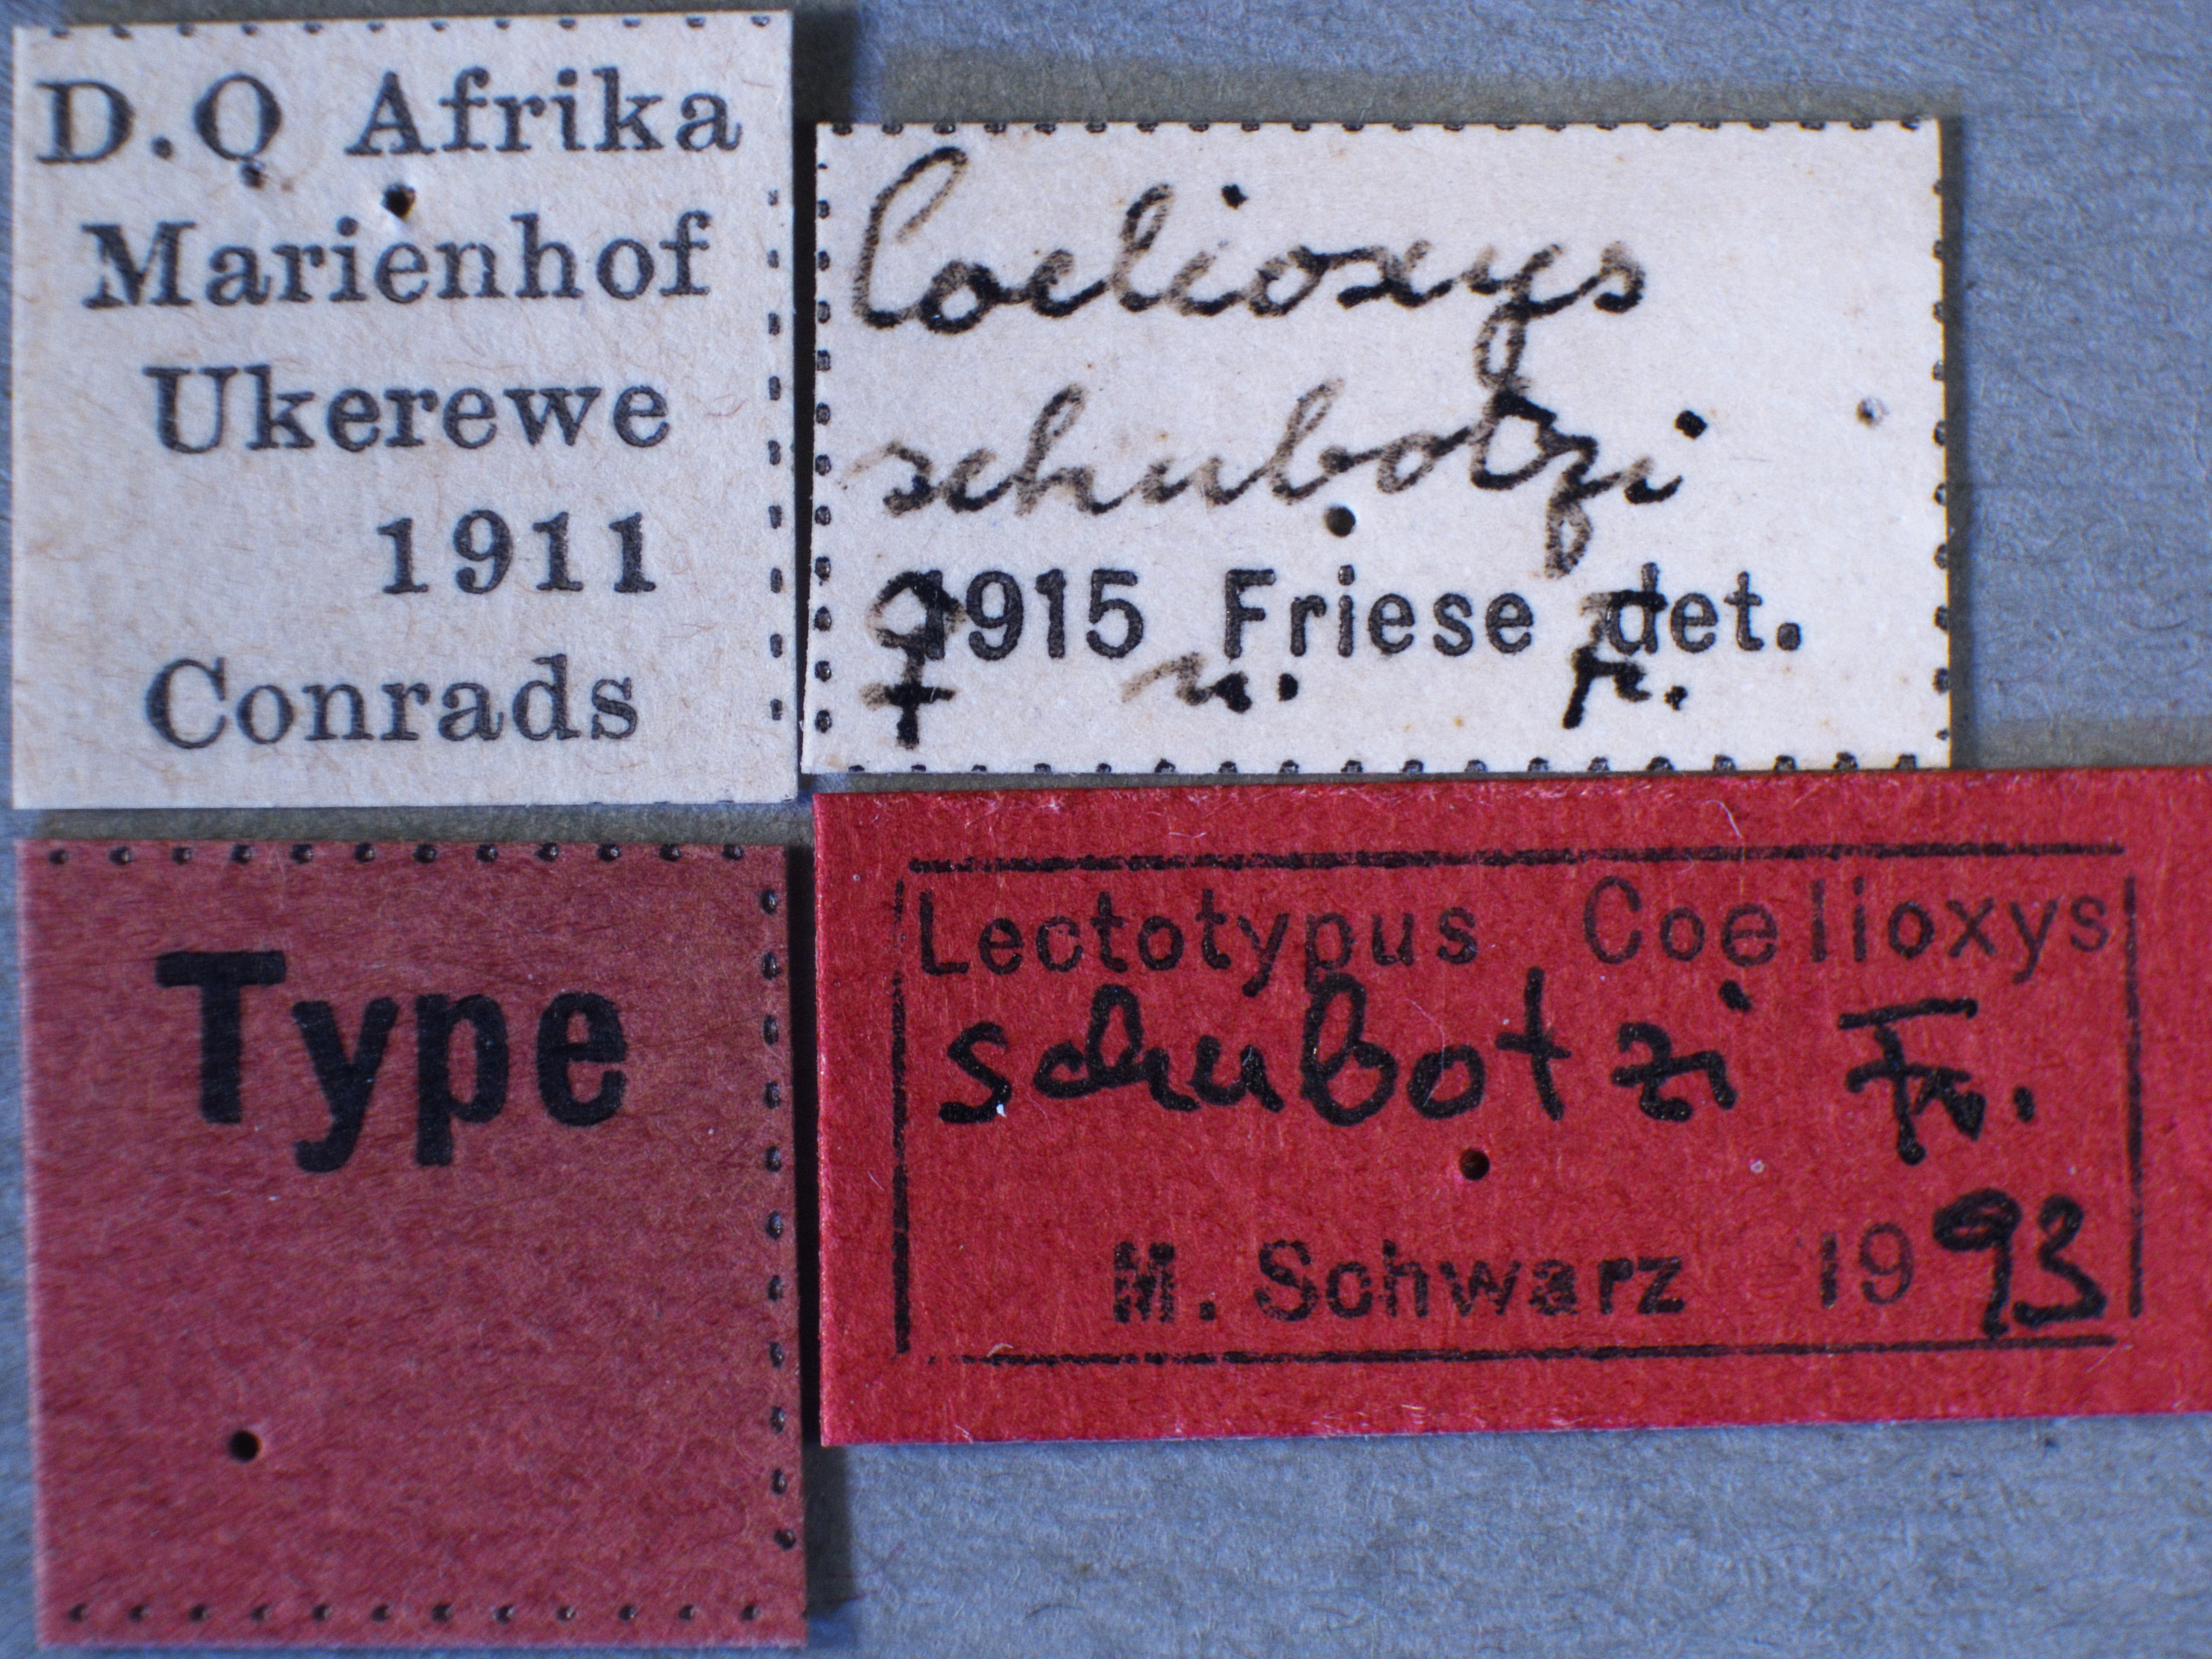 D.O Afrika
Marienhof
Ukerewe
1911
Conrads
Coelioxys
schubotzi
1915 Friese det.
♀ n. Fr.
Type
Lectotypus Coelioxys
schubotzi Fr.
M. Schwarz 1993